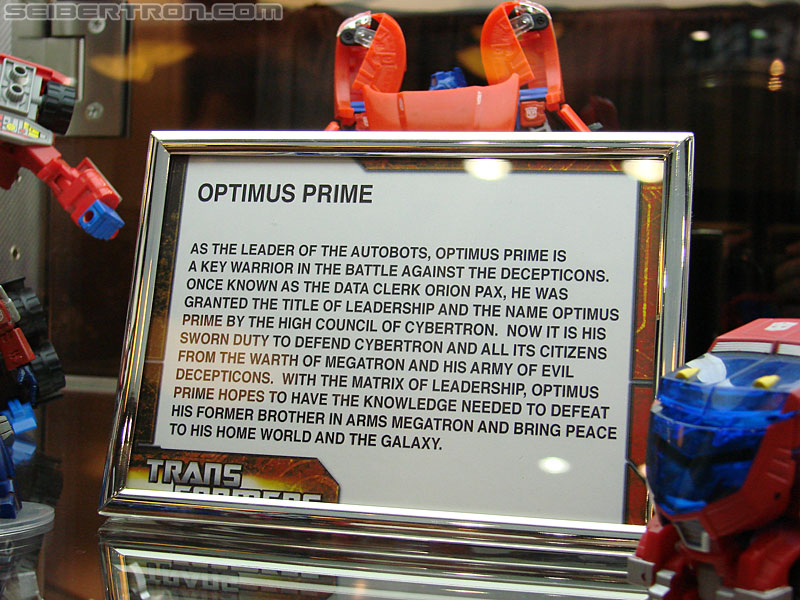 SEIBERTRON.com
OPTIMUS PRIME
AS THE LEADER OF THE AUTOBOTS, OPTIMUS PRIME IS
A KEY WARRIOR IN THE BATTLE AGAINST THE DECEPTICONS.
ONCE KNOWN AS THE DATA CLERK ORION PAX, HE WAS
GRANTED THE TITLE OF LEADERSHIP AND THE NAME OPTIMUS
PRIME BY THE HIGH COUNCIL OF CYBERTRON. NOW IT IS HIS
SWORN DUTY TO DEFEND CYBERTRON AND ALL ITS CITIZENS
FROM THE WARTH OF MEGATRON AND HIS ARMY OF EVIL
DECEPTICONS. WITH THE MATRIX OF LEADERSHIP, OPTIMUS
PRIME HOPES TO HAVE THE KNOWLEDGE NEEDED TO DEFEAT
HIS FORMER BROTHER IN ARMS MEGATRON AND BRING PEACE
TO HIS HOME WORLD AND THE GALAXY.
TRANS
FORMERS